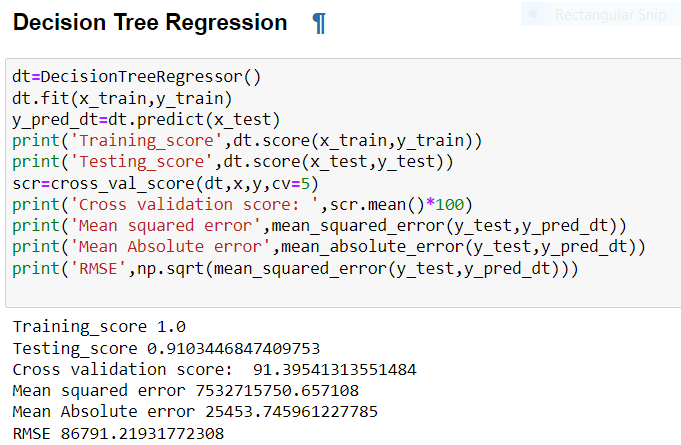 Rectangular Snip
Decision Tree Regression ¶
dt=DecisionTreeRegressor()
dt.fit(x_train,y_train)
y_pred_dt=dt.predict(x_test)
print('Training_score',dt.score(x_train,y_train))
print('Testing_score',dt.score(x_test,y_test))
scr=cross_val_score(dt,x,y,cv=5)
print('Cross validation score: ',scr.mean()*100)
print('Mean squared error',mean_squared_error(y_test,y_pred_dt))
print('Mean Absolute error',mean_absolute_error(y_test,y_pred_dt))
print('RMSE',np.sqrt(mean_squared_error(y_test,y_pred_dt)))
Training_score 1.0
Testing_score 0.9103446847409753
Cross validation score:  91.39541313551484
Mean squared error 7532715750.657108
Mean Absolute error 25453.745961227785
RMSE 86791.21931772308